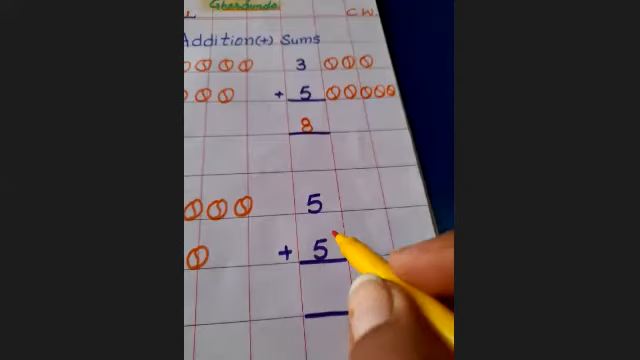 C.W.
Addition(+) Sums
3
+ 5
8
5
+ 5